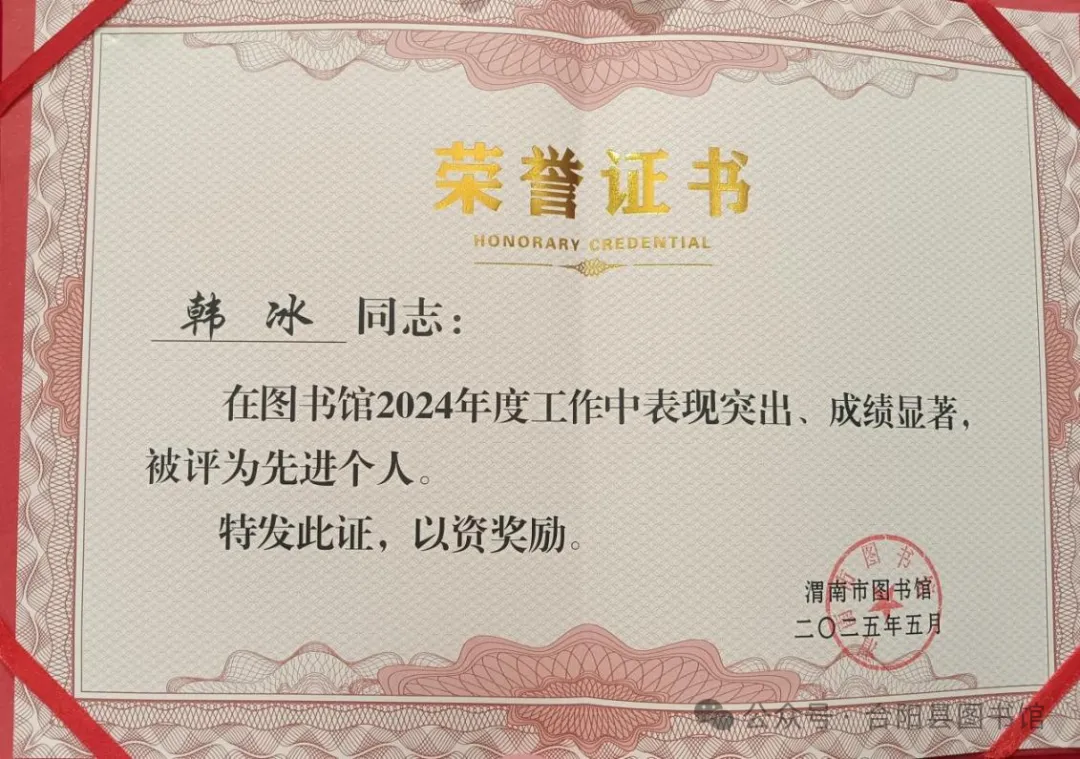 荣誉证书
HONORARY CREDENTIAL
韩 冰 同志：
在图书馆2024年度工作中表现突出、成绩显著，
被评为先进个人。
特发此证，以资奖励。
渭南市图书馆
二〇二五年五月
公众号·合阳县图书馆